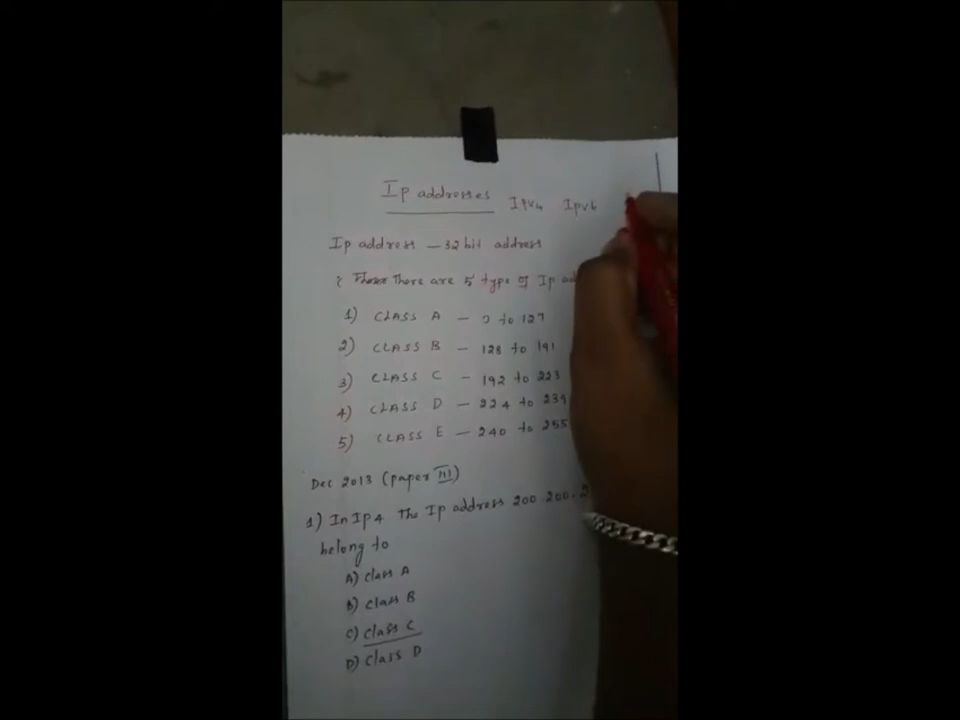 Ip addresses IPv4 IPv6
Ip address – 32 bit address
There are 5 type of Ip ad
1) CLASS A – 0 to 127
2) CLASS B – 128 to 191
3) CLASS C – 192 to 223
4) CLASS D – 224 to 239
5) CLASS E – 240 to 255
Dec 2013 (paper III)
1) In Ip4 The Ip address 200.200.2
belong to
A) Class A
B) Class B
C) Class C
D) Class D